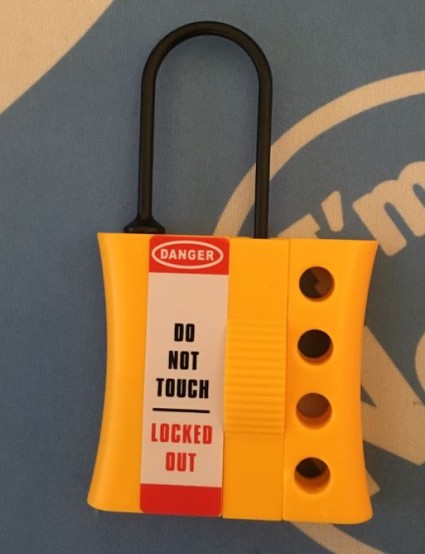 DANGER
DO
NOT
TOUCH
LOCKED
OUT
I'm